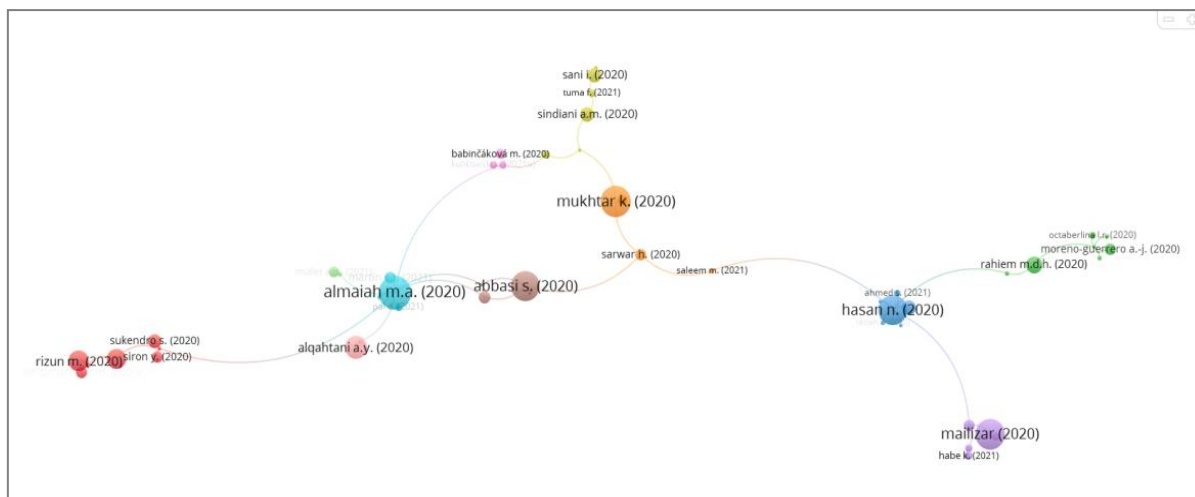 sani i. (2020)
tuma f. (2021)
sindiani a.m. (2020)
babinčáková m. (2020)
mukhtar k. (2020)
octaberlina l.r. (2020)
moreno-guerrero a.-j. (2020)
sarwar h. (2020)
rahiem m.d.h. (2020)
saleem m. (2021)
almaiah m.a. (2020)
abbasi s. (2020)
ahmed s. (2021)
hasan n. (2020)
sukendro s. (2020)
alqahtani a.y. (2020)
siron y. (2020)
rizun m. (2020)
mailizar (2020)
habe k. (2021)